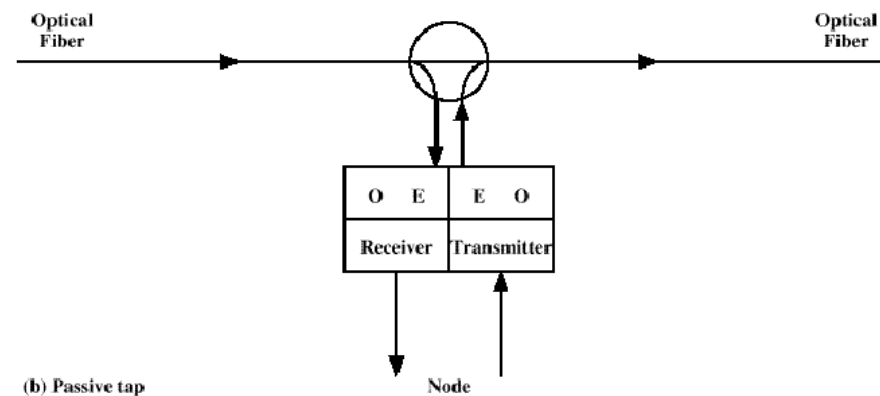 Optical
Fiber
Optical
Fiber
O E E O
Receiver Transmitter
(b) Passive tap
Node